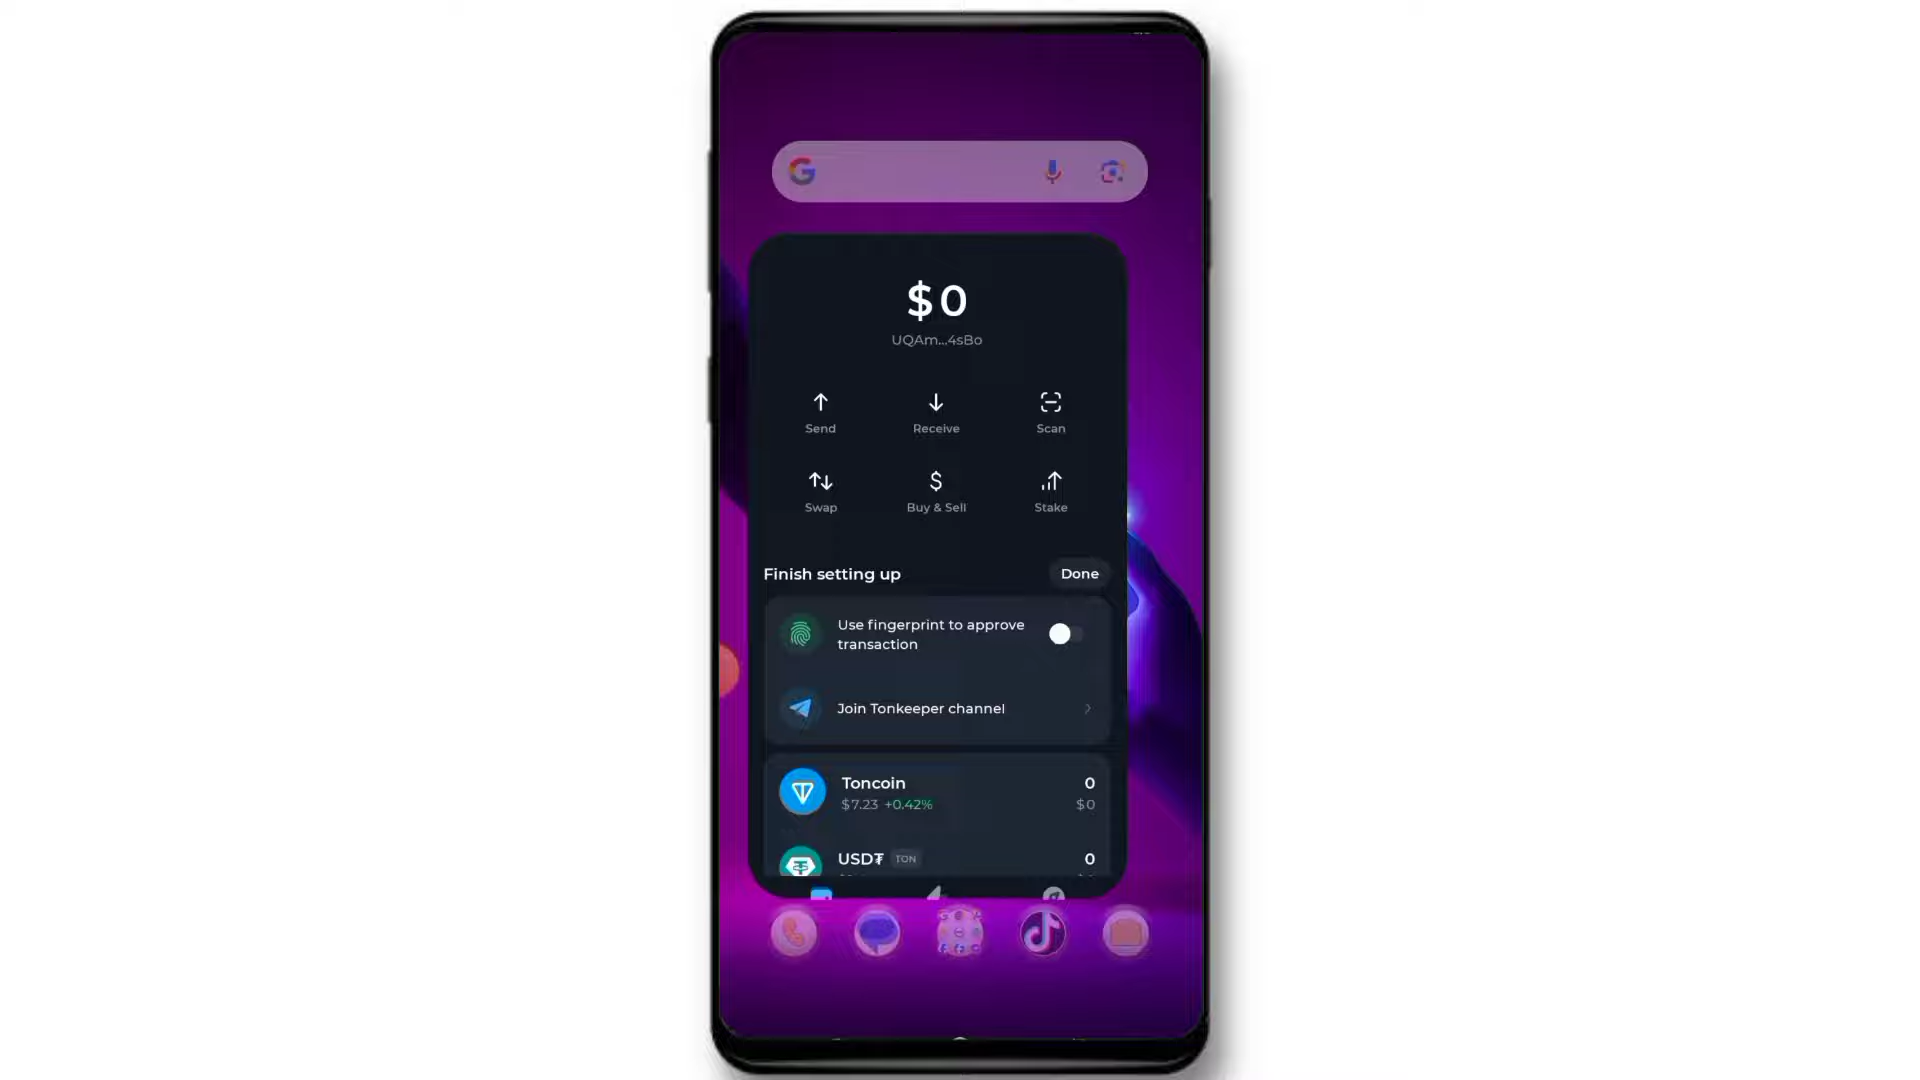 $0
UQAm...4sBo
Send Receive Scan
Swap Buy & Sell Stake
Finish setting up Done
Use fingerprint to approve
transaction
Join Tonkeeper channel
Toncoin 0
$7.23 +0.42% $0
USD₮ TON 0